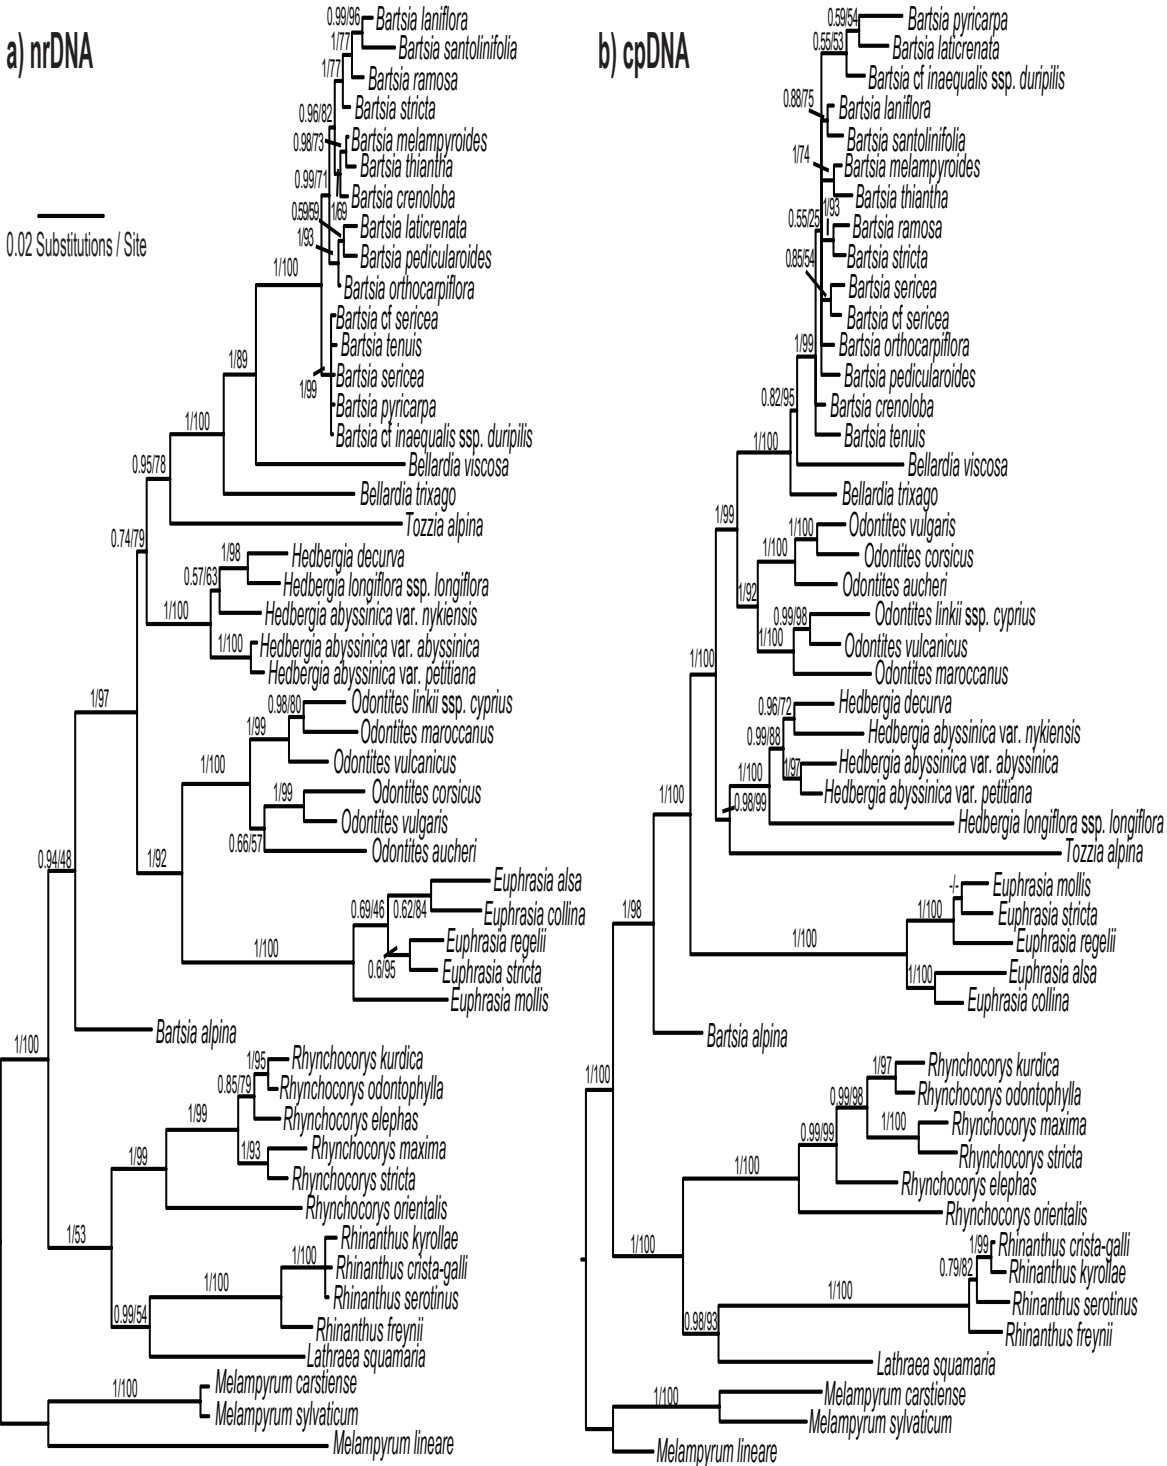 a) nrDNA
0.02 Substitutions / Site
0.99/96
Bartsia laniflora
1/77
Bartsia santolinifolia
1/77
Bartsia ramosa
Bartsia stricta
0.96/82
0.98/73
Bartsia melampyroides
Bartsia thiantha
0.99/71
Bartsia crenoloba
1/69
0.59/59
Bartsia laticrenata
1/93
Bartsia pedicularoides
1/100
Bartsia orthocarpiflora
Bartsia cf sericea
Bartsia tenuis
1/89
Bartsia sericea
1/99
Bartsia pyricarpa
1/100
Bartsia cf inaequalis ssp. duripilis
0.95/78
Bellardia viscosa
Bellardia trixago
Tozzia alpina
0.74/79
1/98
Hedbergia decurva
0.57/63
Hedbergia longiflora ssp. longiflora
1/100
Hedbergia abyssinica var. nykiensis
1/100
Hedbergia abyssinica var. abyssinica
Hedbergia abyssinica var. petitiana
1/97
0.98/80
Odontites linkii ssp. cyprius
1/99
Odontites maroccanus
1/100
Odontites vulcanicus
1/99
Odontites corsicus
Odontites vulgaris
0.66/57
Odontites aucheri
0.94/48
1/92
Euphrasia alsa
0.69/46
0.62/84
Euphrasia collina
1/100
Euphrasia regelii
0.6/95
Euphrasia stricta
Euphrasia mollis
Bartsia alpina
1/100
1/95
Rhynchocorys kurdica
0.85/79
Rhynchocorys odontophylla
1/99
Rhynchocorys elephas
1/99
1/93
Rhynchocorys maxima
Rhynchocorys stricta
Rhynchocorys orientalis
1/53
1/100
Rhinanthus kyrollae
1/100
Rhinanthus crista-galli
Rhinanthus serotinus
0.99/54
Rhinanthus freynii
Lathraea squamaria
1/100
Melampyrum carstiense
Melampyrum sylvaticum
Melampyrum lineare
b) cpDNA
0.59/54
Bartsia pyricarpa
0.55/53
Bartsia laticrenata
Bartsia cf inaequalis ssp. duripilis
0.88/75
Bartsia laniflora
Bartsia santolinifolia
1/74
Bartsia melampyroides
Bartsia thiantha
0.55/25
1/93
Bartsia ramosa
Bartsia stricta
0.85/54
Bartsia sericea
Bartsia cf sericea
1/99
Bartsia orthocarpiflora
Bartsia pedicularoides
0.82/95
Bartsia crenoloba
1/100
Bartsia tenuis
Bellardia viscosa
Bellardia trixago
1/99
1/100
Odontites vulgaris
1/100
Odontites corsicus
Odontites aucheri
1/92
0.99/98
Odontites linkii ssp. cyprius
1/100
Odontites vulcanicus
Odontites maroccanus
1/100
0.96/72
Hedbergia decurva
0.99/88
Hedbergia abyssinica var. nykiensis
1/100
1/97
Hedbergia abyssinica var. abyssinica
Hedbergia abyssinica var. petitiana
0.98/99
Hedbergia longiflora ssp. longiflora
Tozzia alpina
1/100
-/-
Euphrasia mollis
1/100
Euphrasia stricta
1/100
Euphrasia regelii
1/100
Euphrasia alsa
Euphrasia collina
1/98
Bartsia alpina
1/100
1/97
Rhynchocorys kurdica
0.99/98
Rhynchocorys odontophylla
0.99/99
1/100
Rhynchocorys maxima
Rhynchocorys stricta
1/100
Rhynchocorys elephas
Rhynchocorys orientalis
1/100
1/99
Rhinanthus crista-galli
0.79/82
Rhinanthus kyrollae
1/100
Rhinanthus serotinus
0.98/93
Rhinanthus freynii
Lathraea squamaria
1/100
Melampyrum carstiense
Melampyrum sylvaticum
Melampyrum lineare